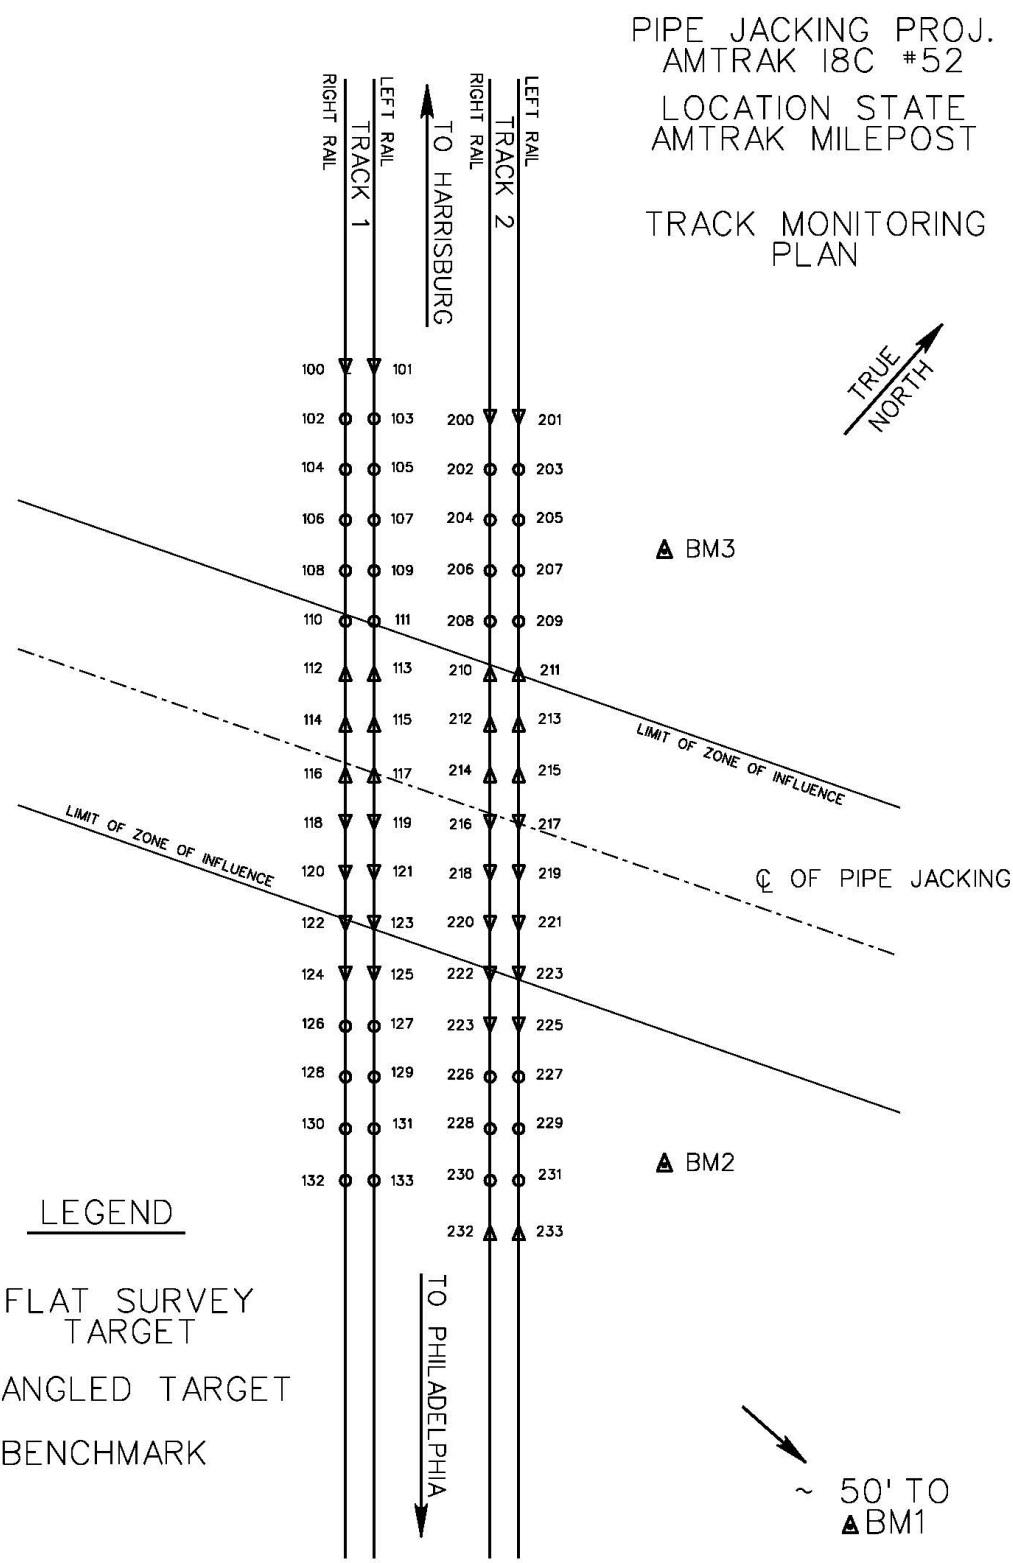 PIPE JACKING PROJ.
AMTRAK I8C #52
LOCATION STATE
AMTRAK MILEPOST
TRACK MONITORING
PLAN
RIGHT RAIL
TRACK 1
LEFT RAIL
TO HARRISBURG
RIGHT RAIL
TRACK 2
LEFT RAIL
TRUE
NORTH
100 101
102 103 200 201
104 105 202 203
106 107 204 205
BM3
108 109 206 207
110 111 208 209
112 113 210 211
114 115 212 213
LIMIT OF ZONE OF INFLUENCE
116 117 214 215
118 119 216 217
LIMIT OF ZONE OF INFLUENCE
120 121 218 219
℄ OF PIPE JACKING
122 123 220 221
124 125 222 223
126 127 223 225
128 129 226 227
130 131 228 229
BM2
132 133 230 231
232 233
LEGEND
FLAT SURVEY
TARGET
ANGLED TARGET
BENCHMARK
TO PHILADELPHIA
~ 50' TO
BM1